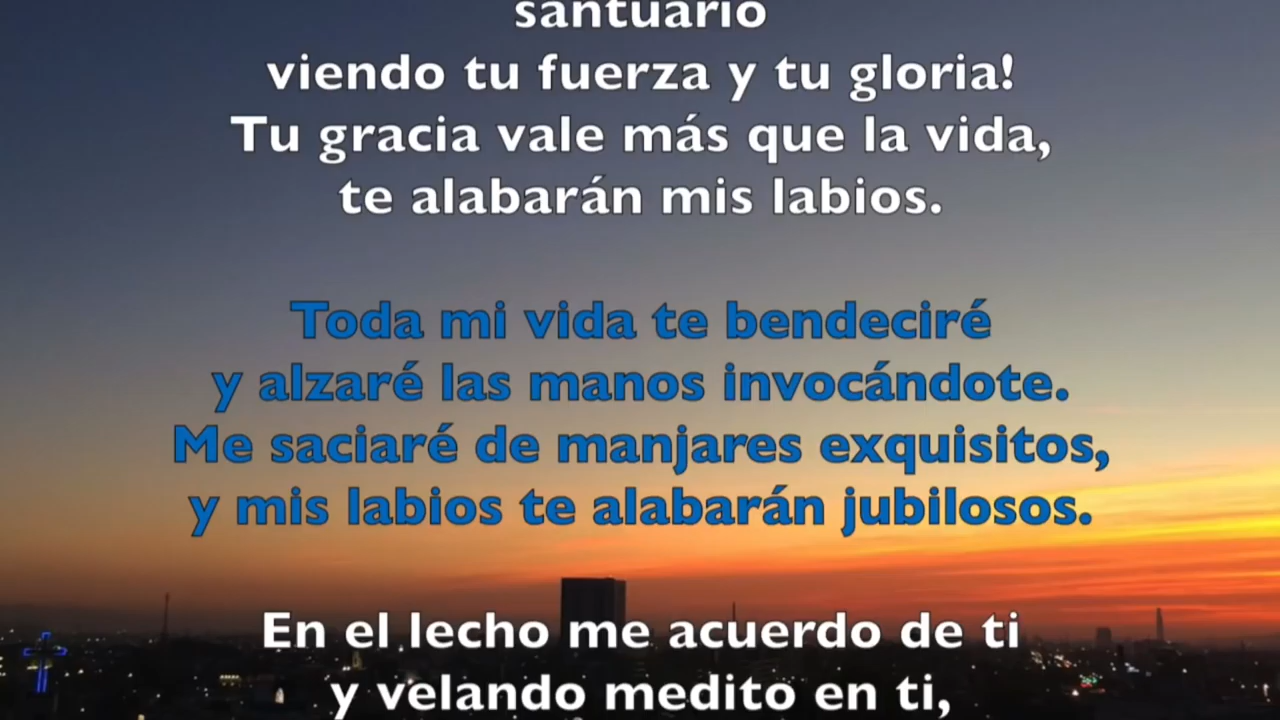 santuario
viendo tu fuerza y tu gloria!
Tu gracia vale más que la vida,
te alabarán mis labios.
Toda mi vida te bendeciré
y alzaré las manos invocándote.
Me saciaré de manjares exquisitos,
y mis labios te alabarán jubilosos.
En el lecho me acuerdo de ti
y velando medito en ti,